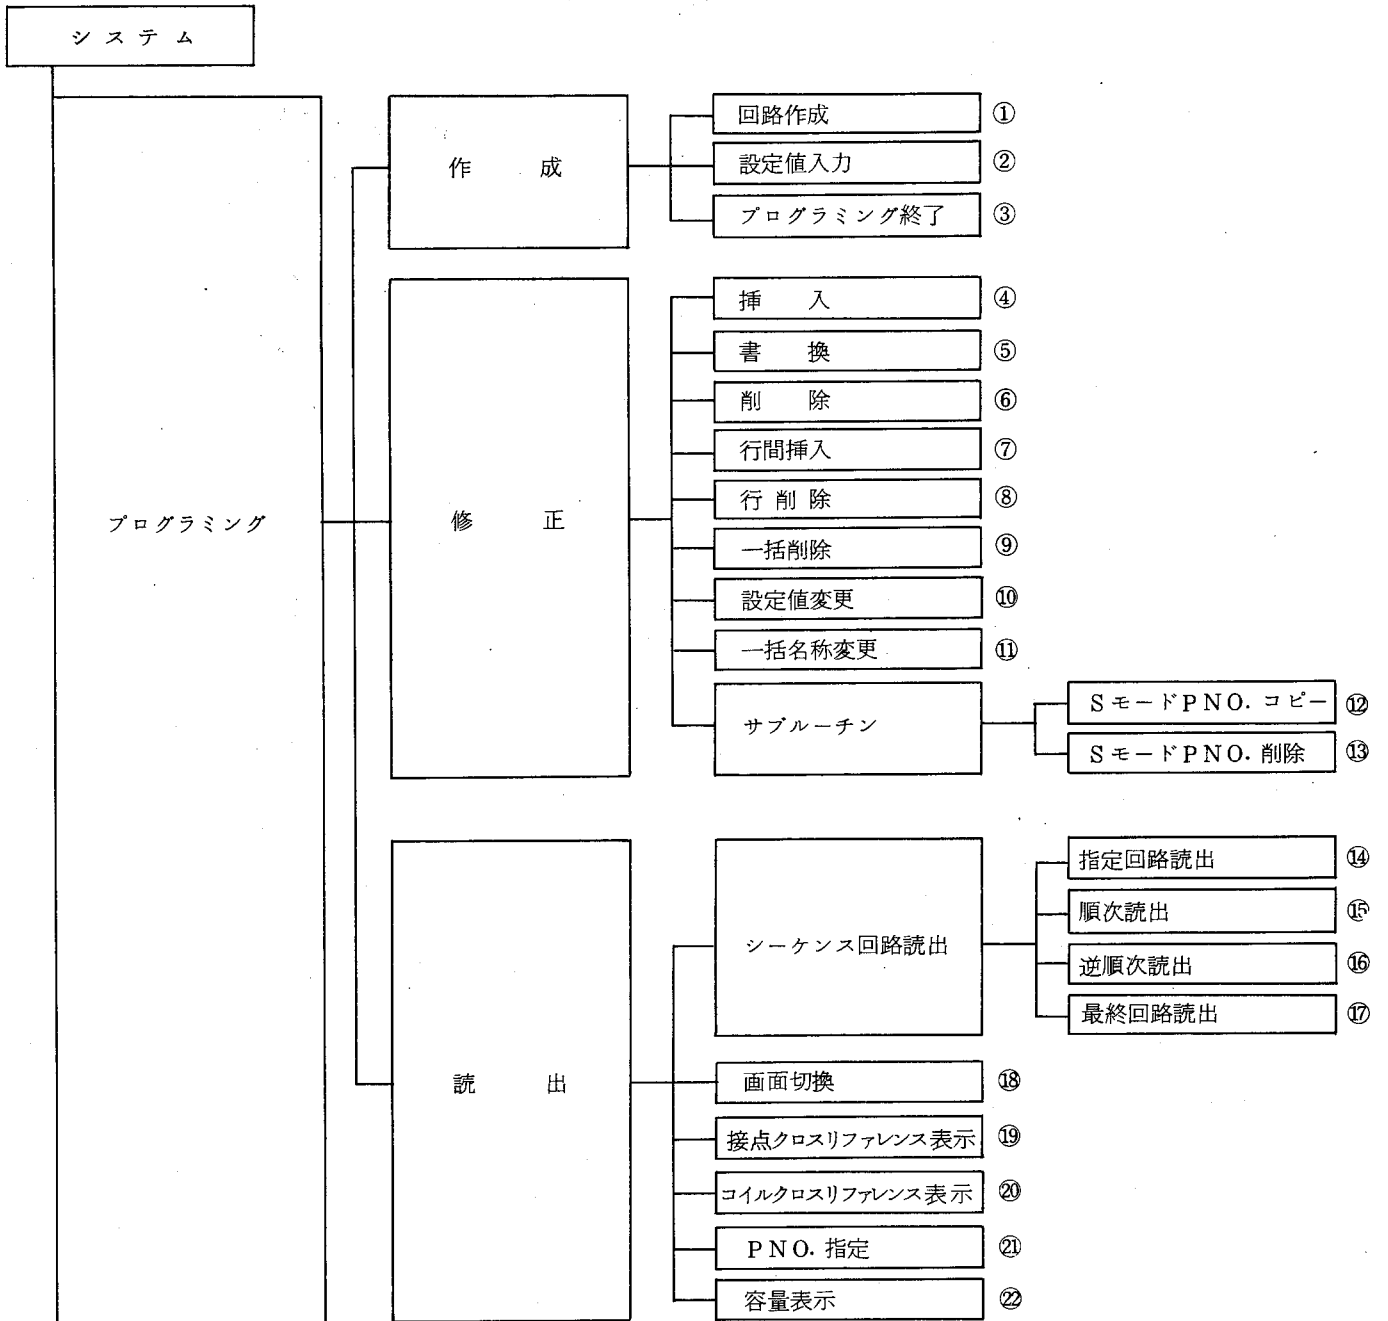 システム
プログラミング
作成
回路作成 ①
設定値入力 ②
プログラミング終了 ③
修正
挿入 ④
書換 ⑤
削除 ⑥
行間挿入 ⑦
行削除 ⑧
一括削除 ⑨
設定値変更 ⑩
一括名称変更 ⑪
サブルーチン
SモードPNO.コピー ⑫
SモードPNO.削除 ⑬
読出
シーケンス回路読出
指定回路読出 ⑭
順次読出 ⑮
逆順次読出 ⑯
最終回路読出 ⑰
画面切換 ⑱
接点クロスリファレンス表示 ⑲
コイルクロスリファレンス表示 ⑳
PNO.指定 ㉑
容量表示 ㉒